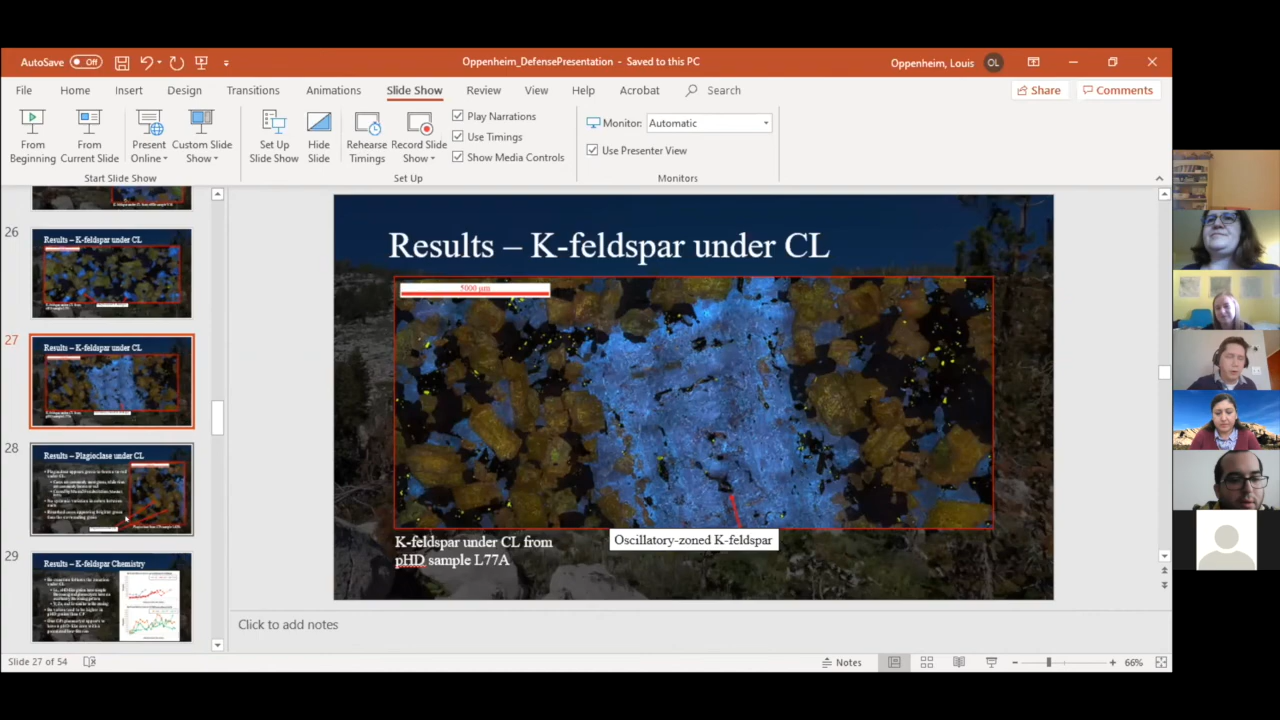 AutoSave Off
Oppenheim_DefensePresentation - Saved to this PC
Oppenheim, Louis OL
File Home Insert Design Transitions Animations Slide Show Review View Help Acrobat Search
Share Comments
From Beginning
From Current Slide
Present Online
Custom Slide Show
Start Slide Show
Set Up Slide Show
Hide Slide
Rehearse Timings
Record Slide Show
Play Narrations
Use Timings
Show Media Controls
Set Up
Monitor: Automatic
Use Presenter View
Monitors
26
Results – K-feldspar under CL
27
Results – K-feldspar under CL
28
Results – Plagioclase under CL
29
Results – K-feldspar Chemistry
Results – K-feldspar under CL
5000 µm
Oscillatory-zoned K-feldspar
K-feldspar under CL from
pHD sample L77A
Click to add notes
Slide 27 of 54
Notes
66%